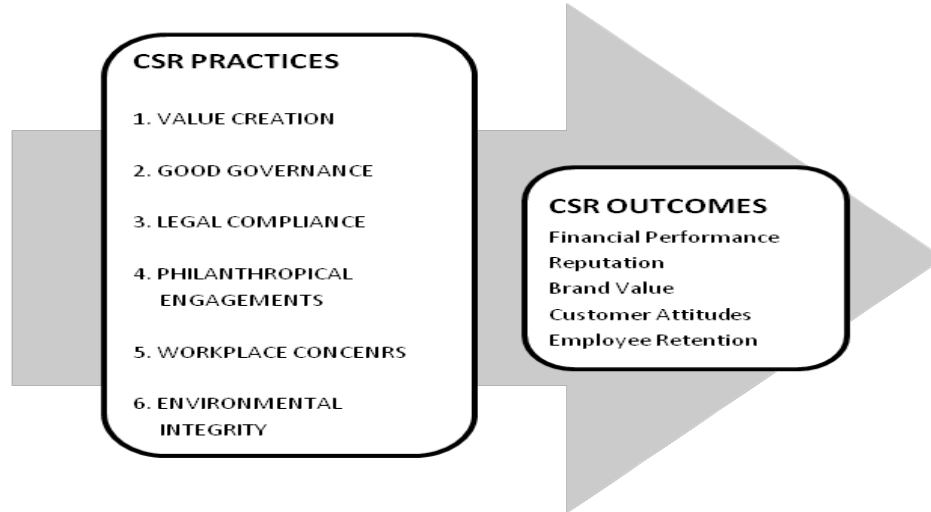 CSR PRACTICES
1. VALUE CREATION
2. GOOD GOVERNANCE
3. LEGAL COMPLIANCE
4. PHILANTHROPICAL
ENGAGEMENTS
5. WORKPLACE CONCENRS
6. ENVIRONMENTAL
INTEGRITY
CSR OUTCOMES
Financial Performance
Reputation
Brand Value
Customer Attitudes
Employee Retention